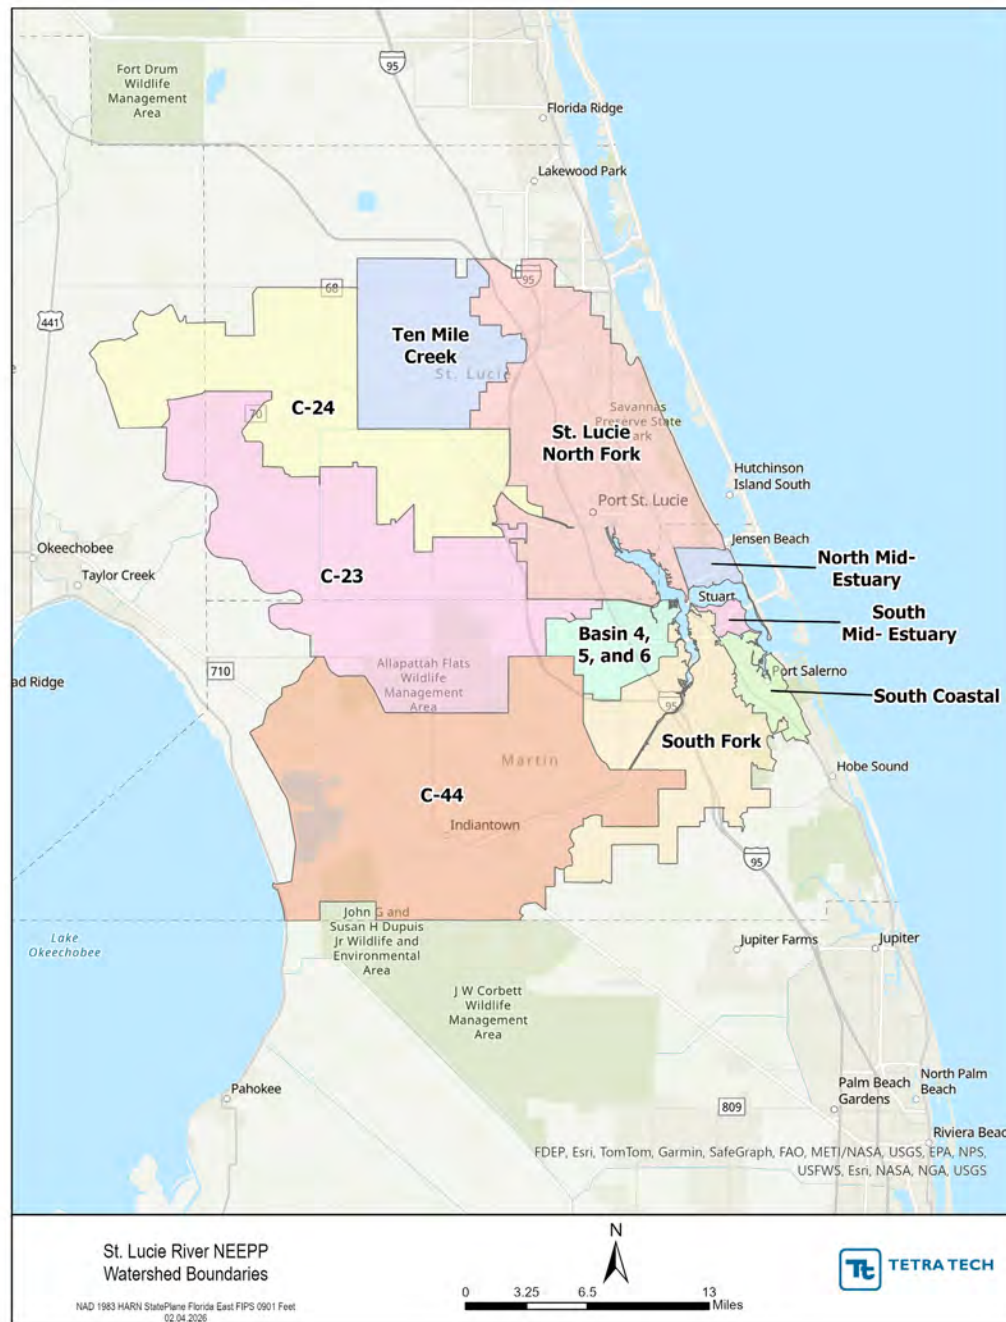 95
Fort Drum
Wildlife
Management
Area
Florida Ridge
Lakewood Park
68
95
441
Ten Mile
Creek
St. Lucie
C-24
70
Savannas
Preserve State
Park
St. Lucie
North Fork
Hutchinson
Island South
Port St. Lucie
Jensen Beach
Okeechobee
Taylor Creek
C-23
North Mid-
Estuary
Stuart
South
Mid- Estuary
Basin 4,
5, and 6
710
Allapattah Flats
Wildlife
Management
Area
Port Salerno
ad Ridge
South Coastal
95
South Fork
Martin
Hobe Sound
C-44
Indiantown
95
John G and
Susan H Dupuis
Jr Wildlife and
Environmental
Area
Lake
Okeechobee
Jupiter Farms
Jupiter
J W Corbett
Wildlife
Management
Area
Pahokee
809
Palm Beach
Gardens
North Palm
Beach
Riviera Beac
FDEP, Esri, TomTom, Garmin, SafeGraph, FAO, METI/NASA, USGS, EPA, NPS,
USFWS, Esri, NASA, NGA, USGS
St. Lucie River NEEPP
Watershed Boundaries
NAD 1983 HARN StatePlane Florida East FIPS 0901 Feet
02.04.2026
N
0 3.25 6.5 13
Miles
Tt TETRA TECH